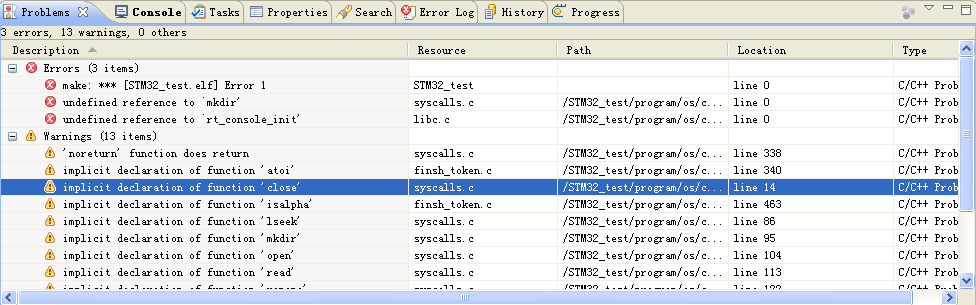 Problems Console Tasks Properties Search Error Log History Progress
3 errors, 13 warnings, 0 others
Description Resource Path Location Type
Errors (3 items)
make: *** [STM32_test.elf] Error 1 STM32_test line 0 C/C++ Prob
undefined reference to `mkdir' syscalls.c /STM32_test/program/os/c... line 0 C/C++ Prob
undefined reference to `rt_console_init' libc.c /STM32_test/program/os/c... line 0 C/C++ Prob
Warnings (13 items)
'noreturn' function does return syscalls.c /STM32_test/program/os/c... line 338 C/C++ Prob
implicit declaration of function 'atoi' finsh_token.c /STM32_test/program/os/c... line 340 C/C++ Prob
implicit declaration of function 'close' syscalls.c /STM32_test/program/os/c... line 14 C/C++ Prob
implicit declaration of function 'isalpha' finsh_token.c /STM32_test/program/os/c... line 463 C/C++ Prob
implicit declaration of function 'lseek' syscalls.c /STM32_test/program/os/c... line 86 C/C++ Prob
implicit declaration of function 'mkdir' syscalls.c /STM32_test/program/os/c... line 95 C/C++ Prob
implicit declaration of function 'open' syscalls.c /STM32_test/program/os/c... line 104 C/C++ Prob
implicit declaration of function 'read' syscalls.c /STM32_test/program/os/c... line 113 C/C++ Prob